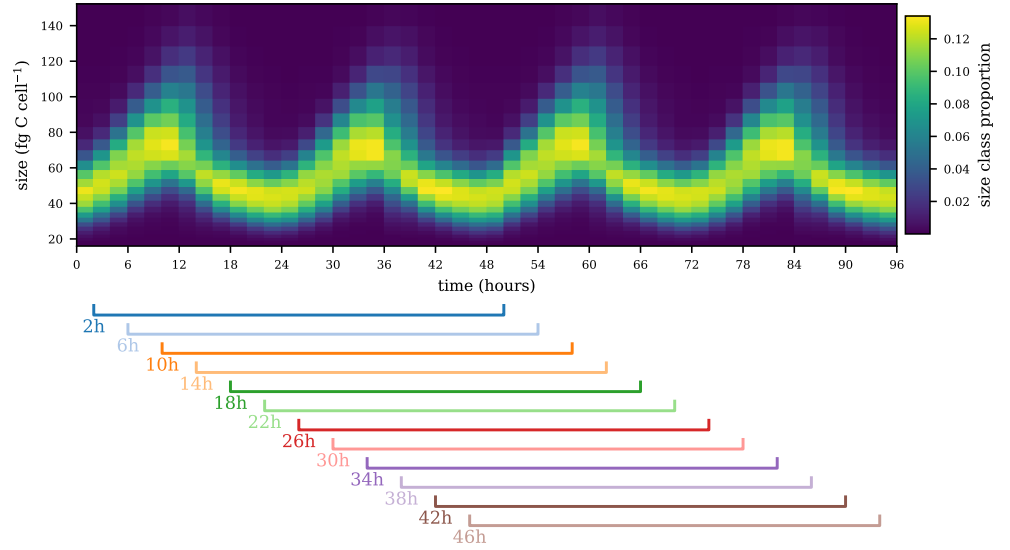 140
120
100
80
60
40
20
size (fg C cell⁻¹)
0 6 12 18 24 30 36 42 48 54 60 66 72 78 84 90 96
time (hours)
0.12
0.10
0.08
0.06
0.04
0.02
size class proportion
2h
6h
10h
14h
18h
22h
26h
30h
34h
38h
42h
46h